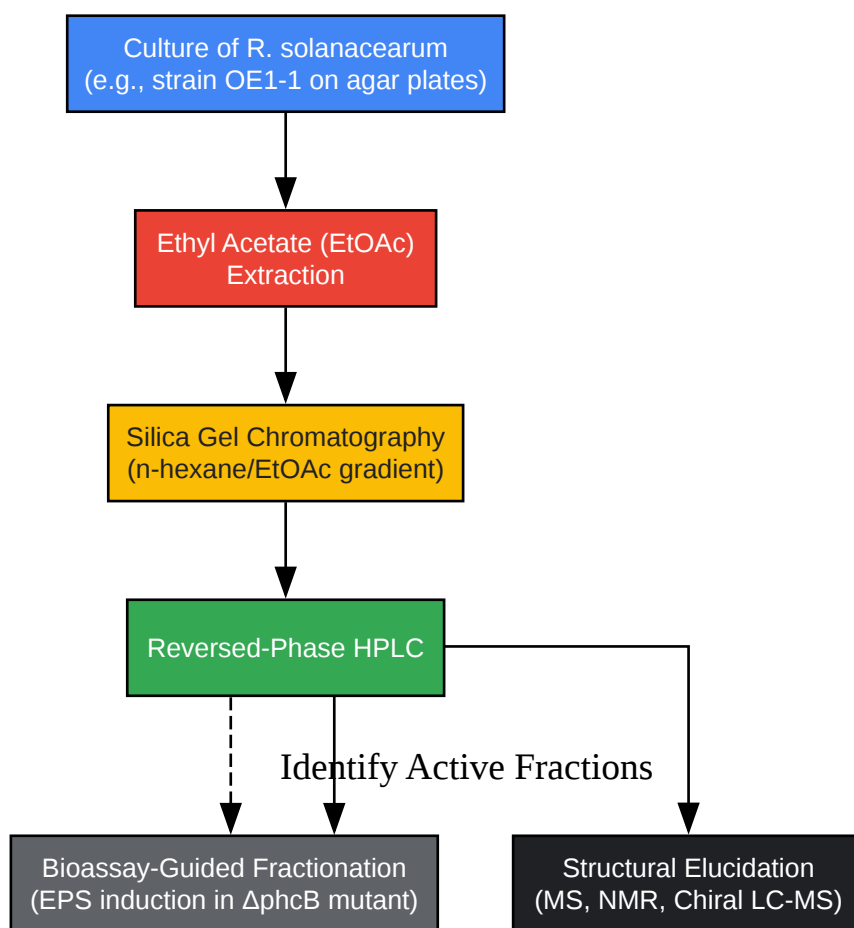 Culture of R. solanacearum
(e.g., strain OE1-1 on agar plates)
Ethyl Acetate (EtOAc)
Extraction
Silica Gel Chromatography
(n-hexane/EtOAc gradient)
Reversed-Phase HPLC
Identify Active Fractions
Bioassay-Guided Fractionation
(EPS induction in ΔphcB mutant)
Structural Elucidation
(MS, NMR, Chiral LC-MS)